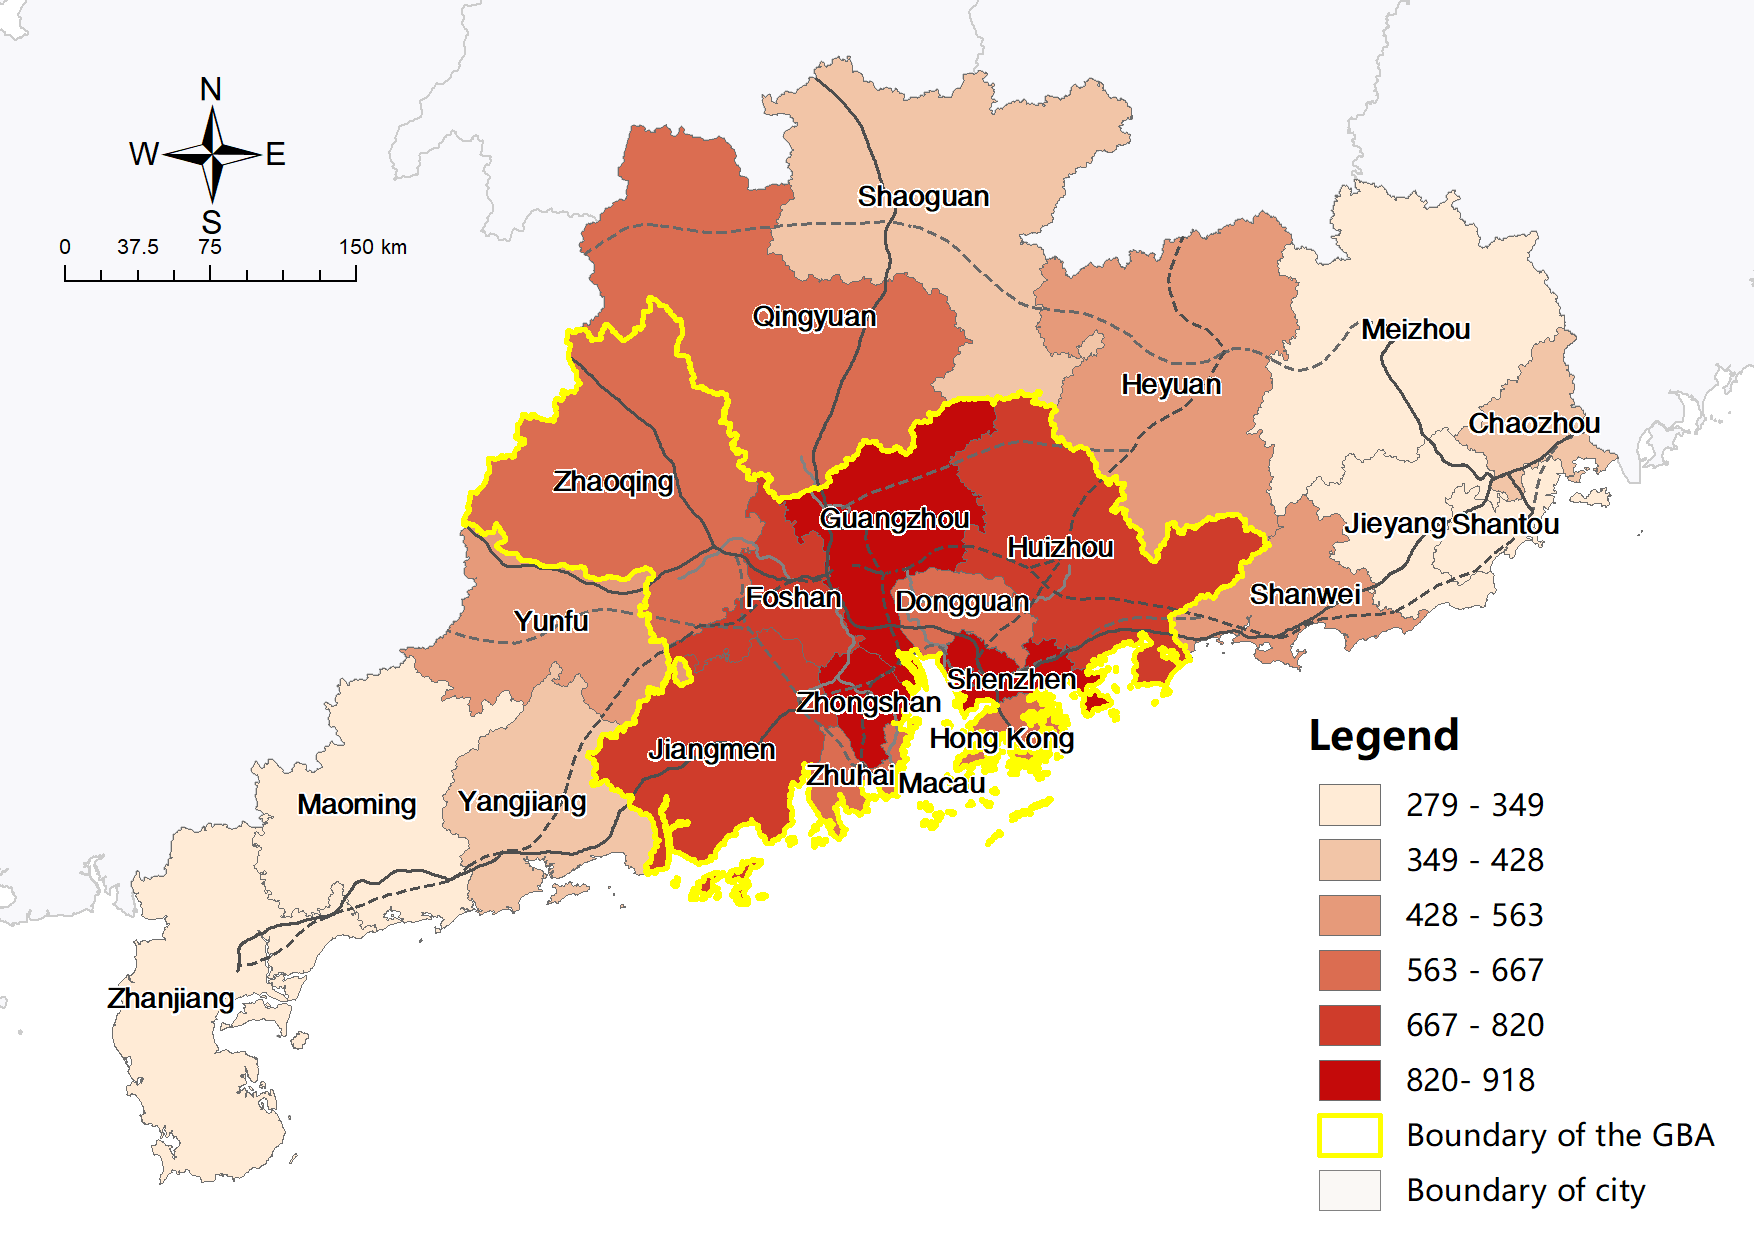 N
W E
S
0 37.5 75 150 km
Shaoguan
Qingyuan
Meizhou
Heyuan
Chaozhou
Zhaoqing
Guangzhou
Jieyang Shantou
Huizhou
Foshan
Dongguan
Shanwei
Yunfu
Shenzhen
Zhongshan
Hong Kong
Jiangmen
Zhuhai
Macau
Yangjiang
Maoming
Zhanjiang
Legend
279 - 349
349 - 428
428 - 563
563 - 667
667 - 820
820- 918
Boundary of the GBA
Boundary of city